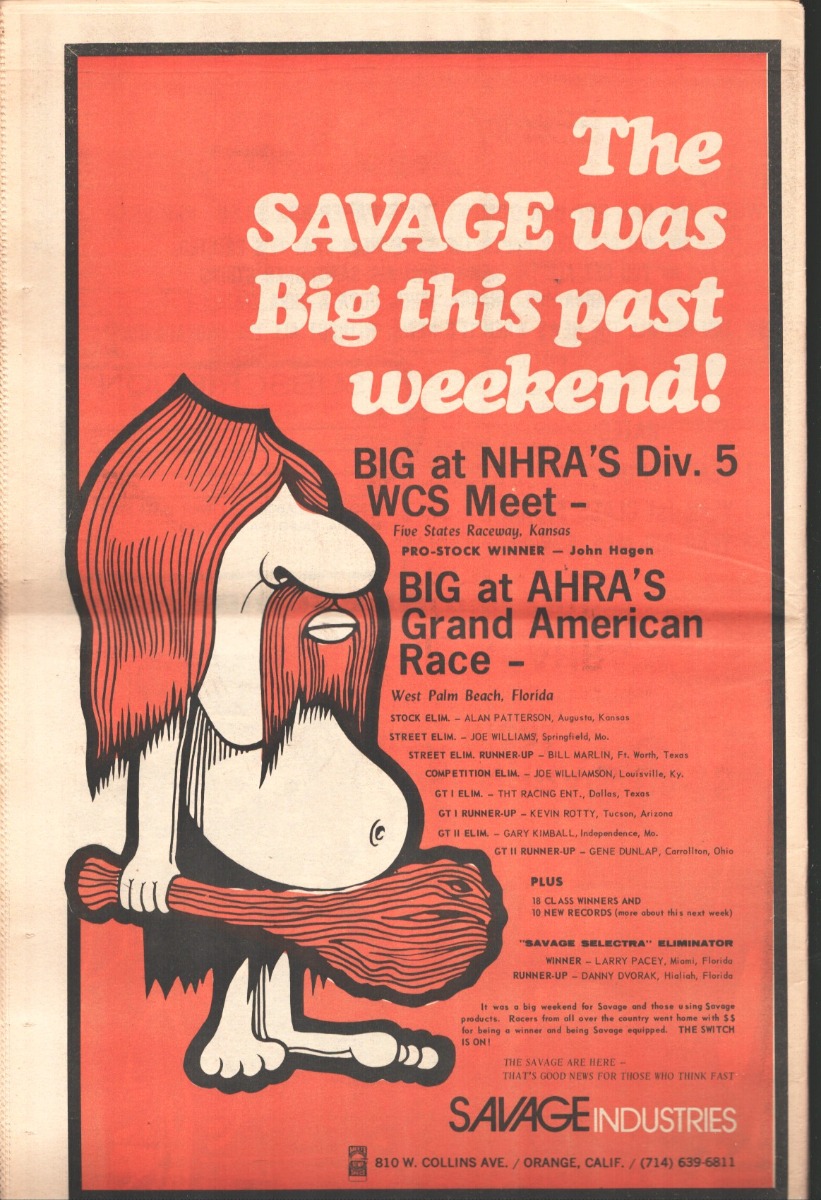 The
SAVAGE was
Big this past
weekend!
BIG at NHRA'S Div. 5
WCS Meet –
Five States Raceway, Kansas
PRO-STOCK WINNER — John Hagen
BIG at AHRA'S
Grand American
Race –
West Palm Beach, Florida
STOCK ELIM. – ALAN PATTERSON, Augusta, Kansas
STREET ELIM. – JOE WILLIAMS, Springfield, Mo.
STREET ELIM. RUNNER-UP – BILL MARLIN, Ft. Worth, Texas
COMPETITION ELIM. – JOE WILLIAMSON, Louisville, Ky.
GT I ELIM. – THT RACING ENT., Dallas, Texas
GT I RUNNER-UP – KEVIN ROTTY, Tucson, Arizona
GT II ELIM. – GARY KIMBALL, Independence, Mo.
GT II RUNNER-UP – GENE DUNLAP, Carrollton, Ohio
PLUS
18 CLASS WINNERS AND
10 NEW RECORDS (more about this next week)
"SAVAGE SELECTRA" ELIMINATOR
WINNER – LARRY PACEY, Miami, Florida
RUNNER-UP – DANNY DVORAK, Hialiah, Florida
It was a big weekend for Savage and those using Savage
products. Racers from all over the country went home with $$
for being a winner and being Savage equipped. THE SWITCH
IS ON!
THE SAVAGE ARE HERE –
THAT'S GOOD NEWS FOR THOSE WHO THINK FAST
SAVAGE INDUSTRIES
810 W. COLLINS AVE. / ORANGE, CALIF. / (714) 639-6811